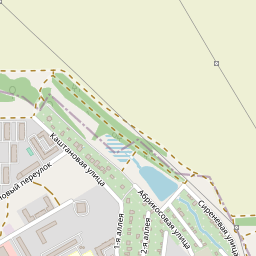 Каштановая улица
овый переулок
Абрикосовая улица
Сиреневая улица
1-я аллея
2-я аллея